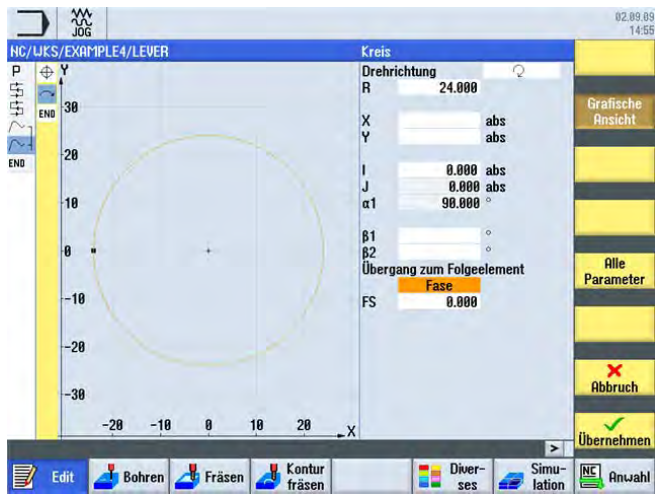 JOG
02.09.09
14:55
NC/WKS/EXAMPLE4/LEVER
Kreis
P
END
END
Y
30
20
10
0
-10
-20
-30
-20
-10
0
10
20
X
Drehrichtung
R 24.000
X abs
Y abs
I 0.000 abs
J 0.000 abs
α1 90.000 °
β1 °
β2 °
Übergang zum Folgeelement
Fase
FS 0.000
Grafische
Ansicht
Alle
Parameter
Abbruch
Übernehmen
>
Edit
Bohren
Fräsen
Kontur
fräsen
Diver-
ses
Simu-
lation
NC
Anwahl